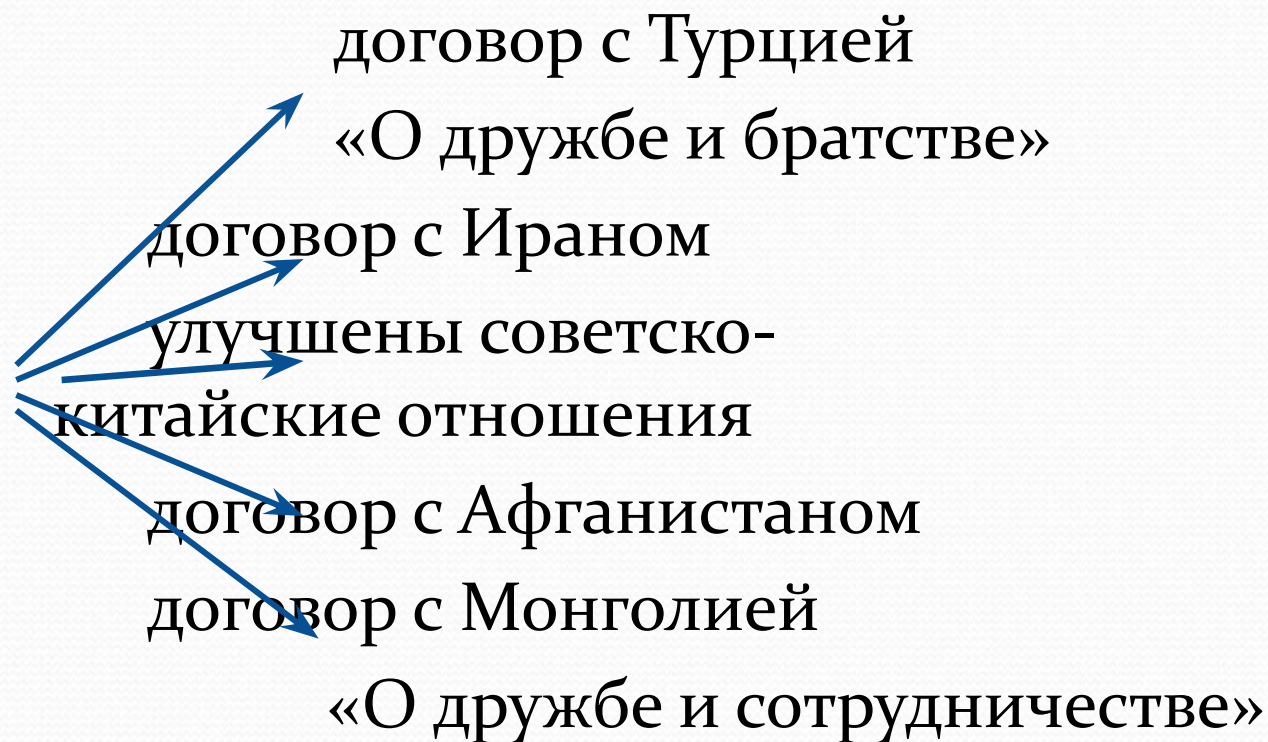 договор с Турцией
«О дружбе и братстве»
договор с Ираном
улучшены советско-
китайские отношения
договор с Афганистаном
договор с Монголией
«О дружбе и сотрудничестве»